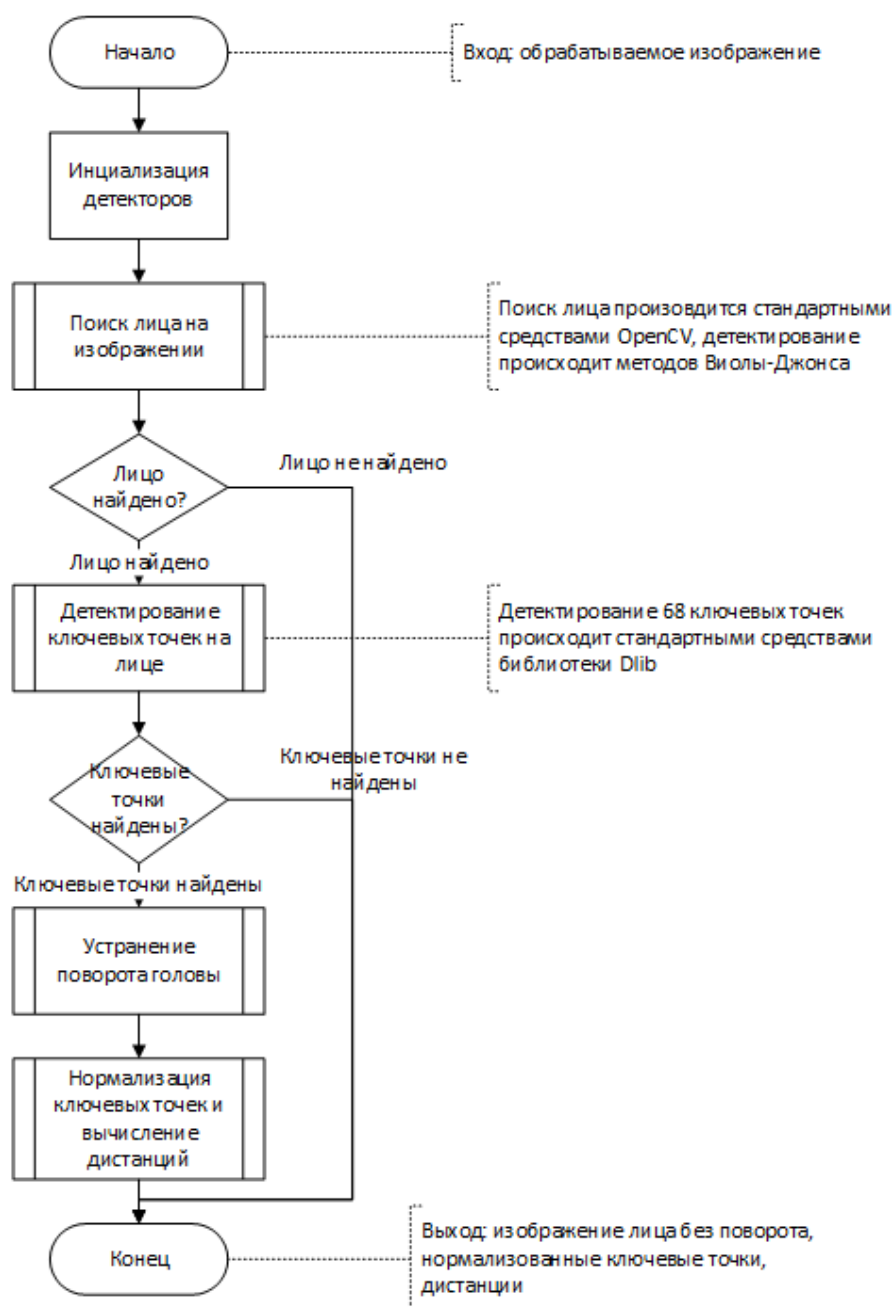 Начало
Вход: обрабатываемое изображение
Инциализация
детекторов
Поиск лица на
изображении
Поиск лица произовдится стандартными
средствами OpenCV, детектирование
происходит методов Виолы-Джонса
Лицо
найдено?
Лицо не найдено
Лицо найдено
Детектирование
ключевых точек на
лице
Детектирование 68 ключевых точек
происходит стандартными средствами
библиотеки Dlib
Ключевые
точки
найдены?
Ключевые точки не
найдены
Ключевые точки найдены
Устранение
поворота головы
Нормализация
ключевых точек и
вычисление
дистанций
Конец
Выход: изображение лица без поворота,
нормализованные ключевые точки,
дистанции